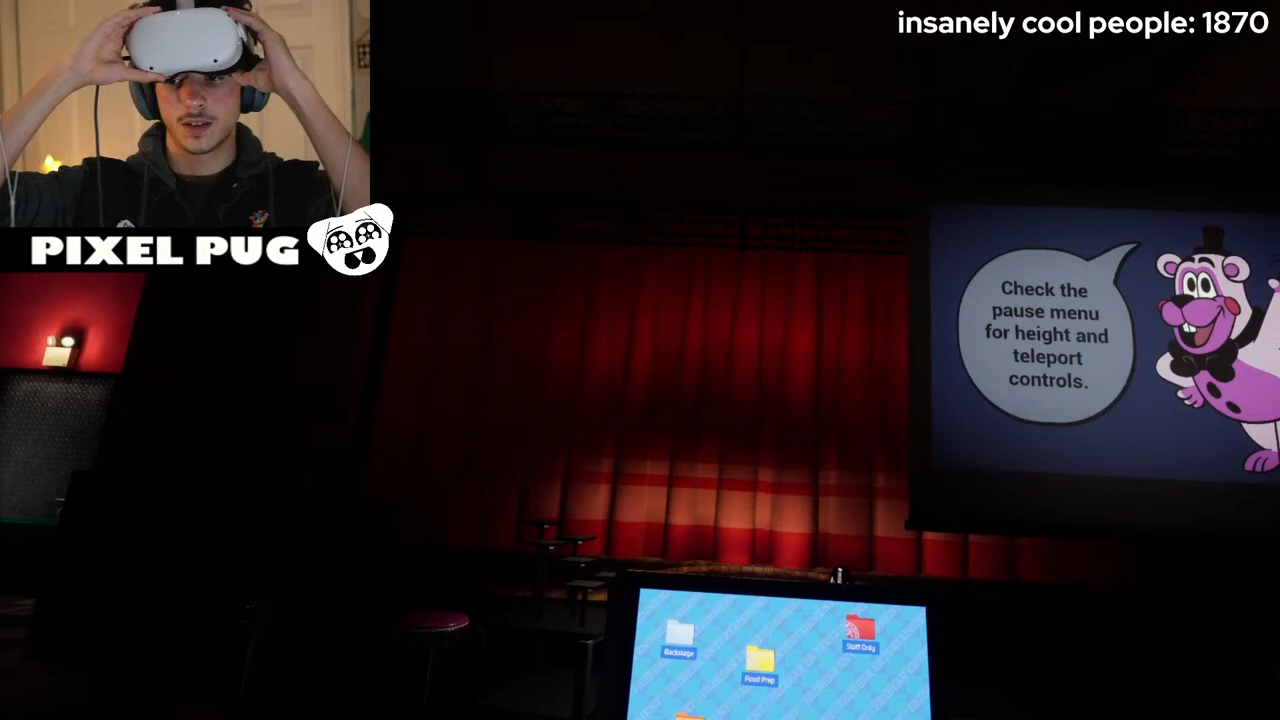 insanely cool people: 1870
PIXEL PUG
Check the
pause menu
for height and
teleport
controls.
Backstage
Staff Only
Food Prep